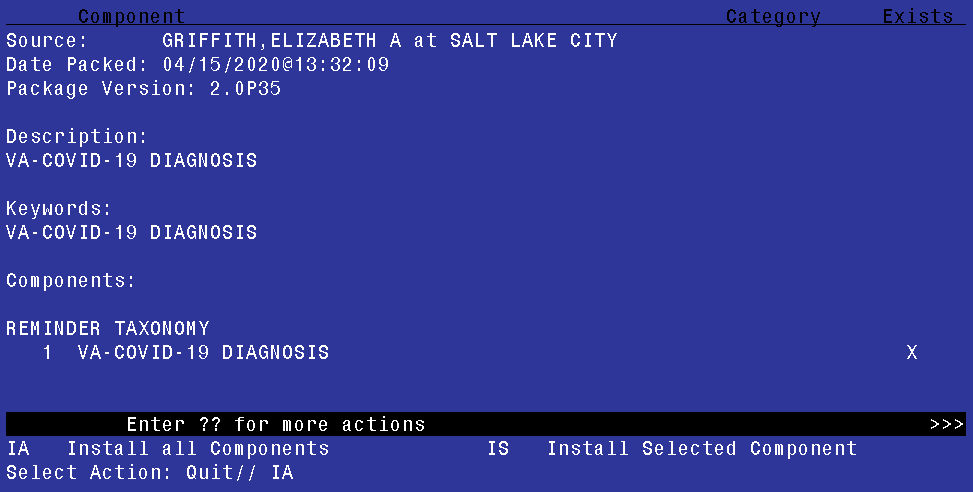 Component Category Exists
Source: GRIFFITH,ELIZABETH A at SALT LAKE CITY
Date Packed: 04/15/2020@13:32:09
Package Version: 2.0P35
Description:
VA-COVID-19 DIAGNOSIS
Keywords:
VA-COVID-19 DIAGNOSIS
Components:
REMINDER TAXONOMY
1 VA-COVID-19 DIAGNOSIS X
Enter ?? for more actions >>>
IA Install all Components IS Install Selected Component
Select Action: Quit// IA